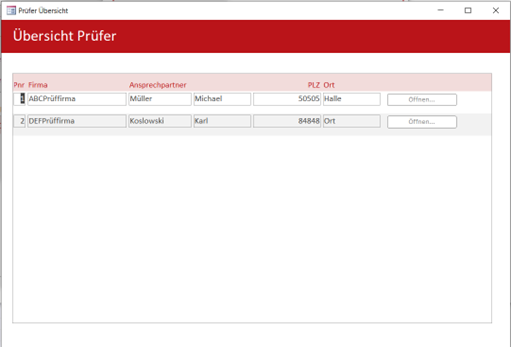 Prüfer Übersicht
Übersicht Prüfer
Pnr Firma Ansprechpartner PLZ Ort
1 ABCPrüffirma Müller Michael 50505 Halle Öffnen...
2 DEFPrüffirma Koslowski Karl 84848 Ort Öffnen...